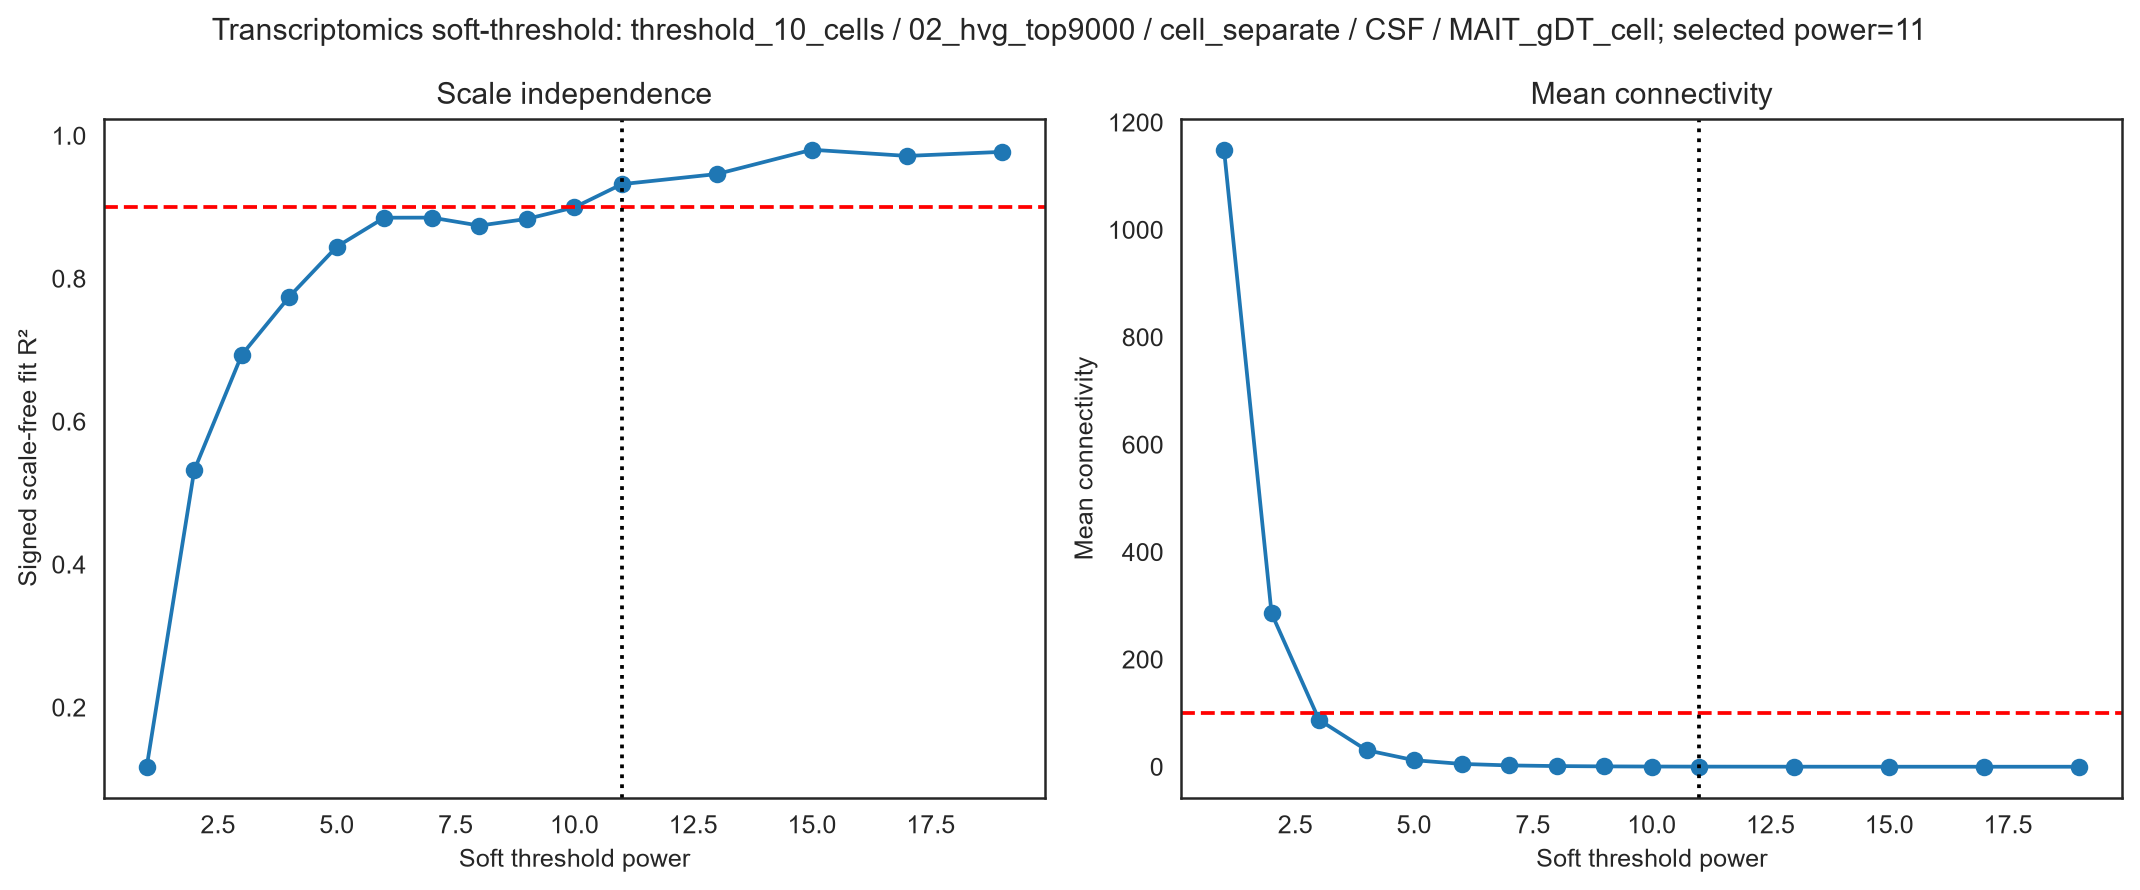 Transcriptomics soft-threshold: threshold_10_cells / 02_hvg_top9000 / cell_separate / CSF / MAIT_gDT_cell; selected power=11
Scale independence
1.0
0.8
0.6
0.4
0.2
Signed scale-free fit R²
2.5 5.0 7.5 10.0 12.5 15.0 17.5
Soft threshold power
Mean connectivity
1200
1000
800
600
400
200
0
Mean connectivity
2.5 5.0 7.5 10.0 12.5 15.0 17.5
Soft threshold power